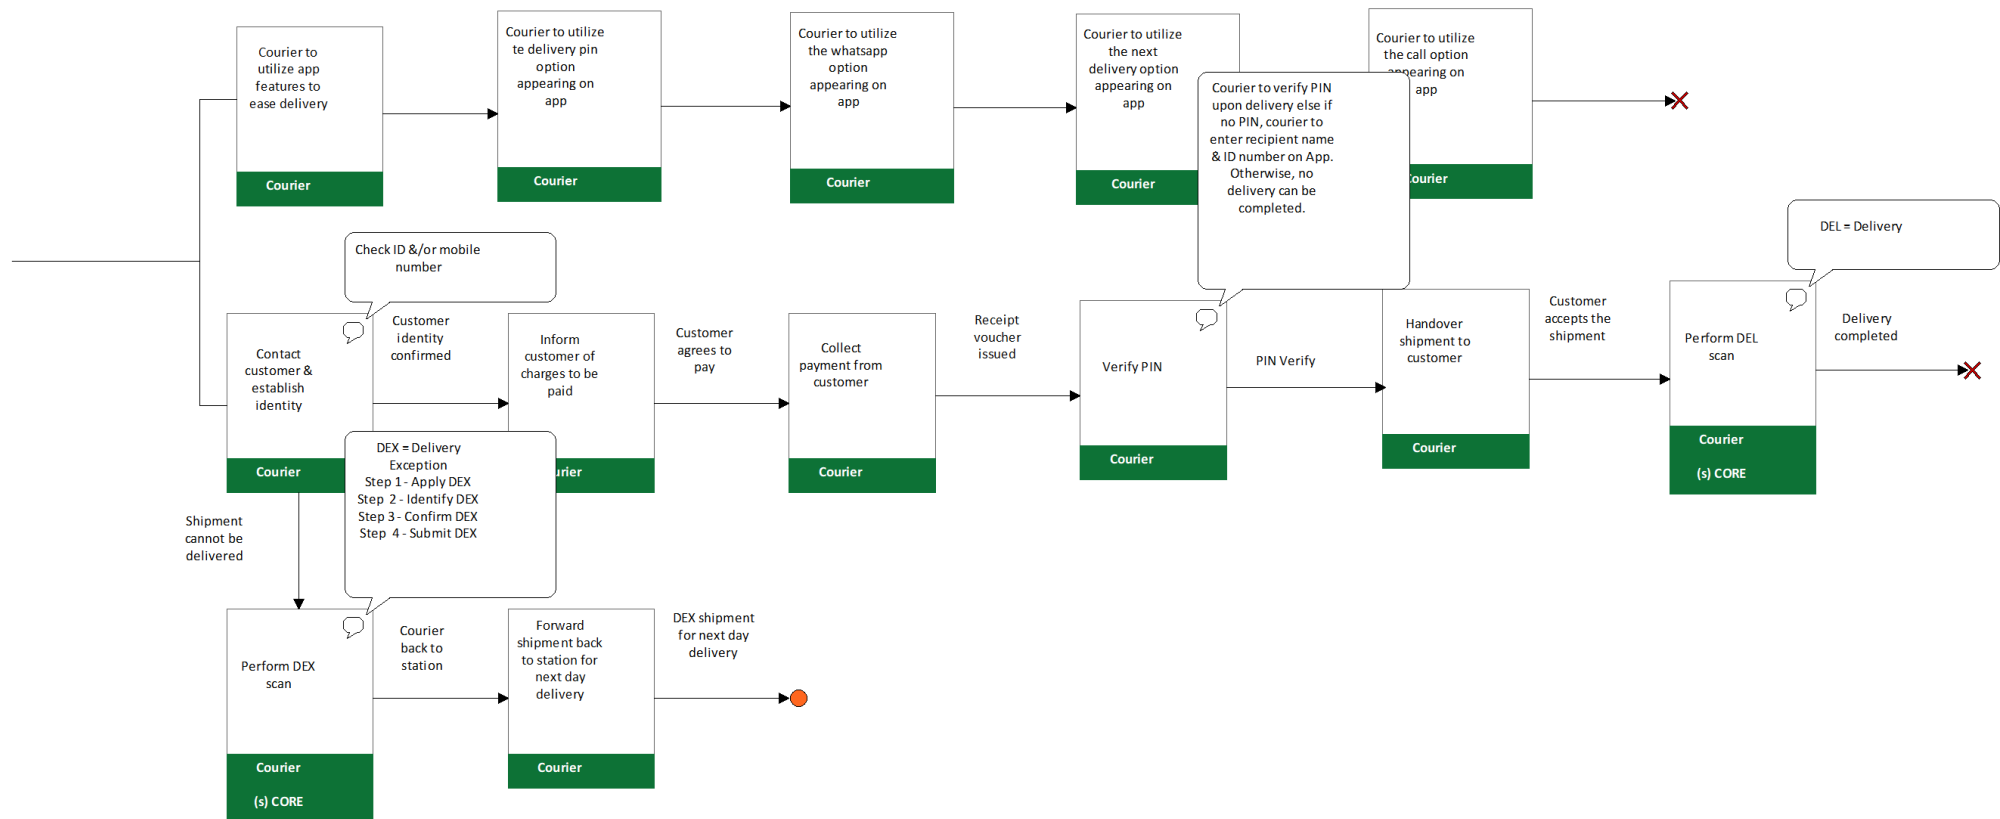 Courier to
utilize app
features to
ease delivery
Courier
Courier to utilize
te delivery pin
option
appearing on
app
Courier
Courier to utilize
the whatsapp
option
appearing on
app
Courier
Courier to utilize
the next
delivery option
appearing on
app
Courier
Courier to utilize
the call option
appearing on
app
Courier
Courier to verify PIN
upon delivery else if
no PIN, courier to
enter recipient name
& ID number on App.
Otherwise, no
delivery can be
completed.
DEL = Delivery
Check ID &/or mobile
number
Contact
customer &
establish
identity
Courier
Customer
identity
confirmed
Inform
customer of
charges to be
paid
urier
Customer
agrees to
pay
Collect
payment from
customer
Courier
Receipt
voucher
issued
Verify PIN
Courier
PIN Verify
Handover
shipment to
customer
Courier
Customer
accepts the
shipment
Perform DEL
scan
Courier
(s) CORE
Delivery
completed
DEX = Delivery
Exception
Step 1 - Apply DEX
Step 2 - Identify DEX
Step 3 - Confirm DEX
Step 4 - Submit DEX
Shipment
cannot be
delivered
Perform DEX
scan
Courier
(s) CORE
Courier
back to
station
Forward
shipment back
to station for
next day
delivery
Courier
DEX shipment
for next day
delivery